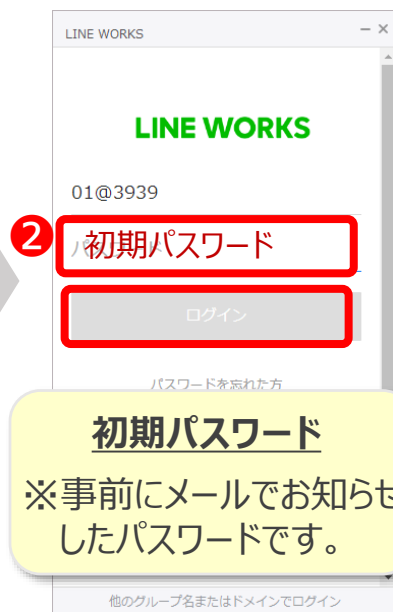 LINE WORKS
LINE WORKS
01@3939
❷ 初期パスワード
ログイン
パスワードを忘れた方
初期パスワード
※事前にメールでお知らせ
したパスワードです。
他のグループ名またはドメインでログイン